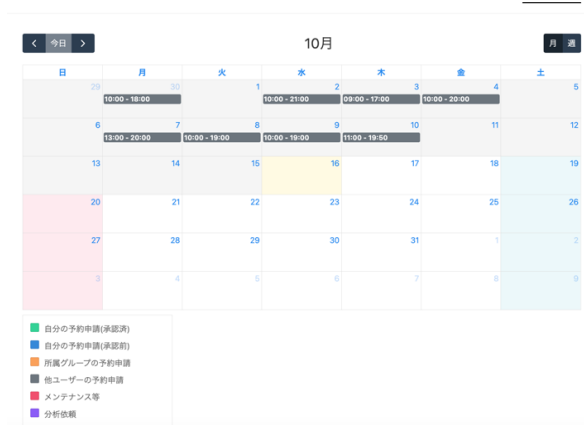 今日
10月
月 週
日 月 火 水 木 金 土
29 30 1 2 3 4 5
10:00 - 18:00 10:00 - 21:00 09:00 - 17:00 10:00 - 20:00
6 7 8 9 10 11 12
13:00 - 20:00 10:00 - 19:00 10:00 - 19:00 11:00 - 19:50
13 14 15 16 17 18 19
20 21 22 23 24 25 26
27 28 29 30 31 1 2
3 4 5 6 7 8 9
自分の予約申請(承認済)
自分の予約申請(承認前)
所属グループの予約申請
他ユーザーの予約申請
メンテナンス等
分析依頼